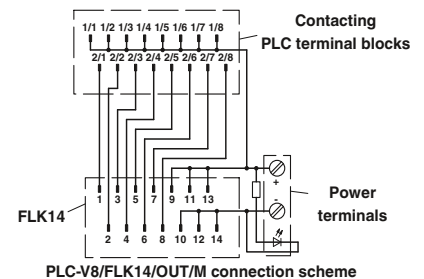 1/1 1/2 1/3 1/4 1/5 1/6 1/7 1/8
Contacting
PLC terminal blocks
2/1 2/2 2/3 2/4 2/5 2/6 2/7 2/8
+
-
1 3 5 7 9 11 13
2 4 6 8 10 12 14
FLK14
Power
terminals
PLC-V8/FLK14/OUT/M connection scheme